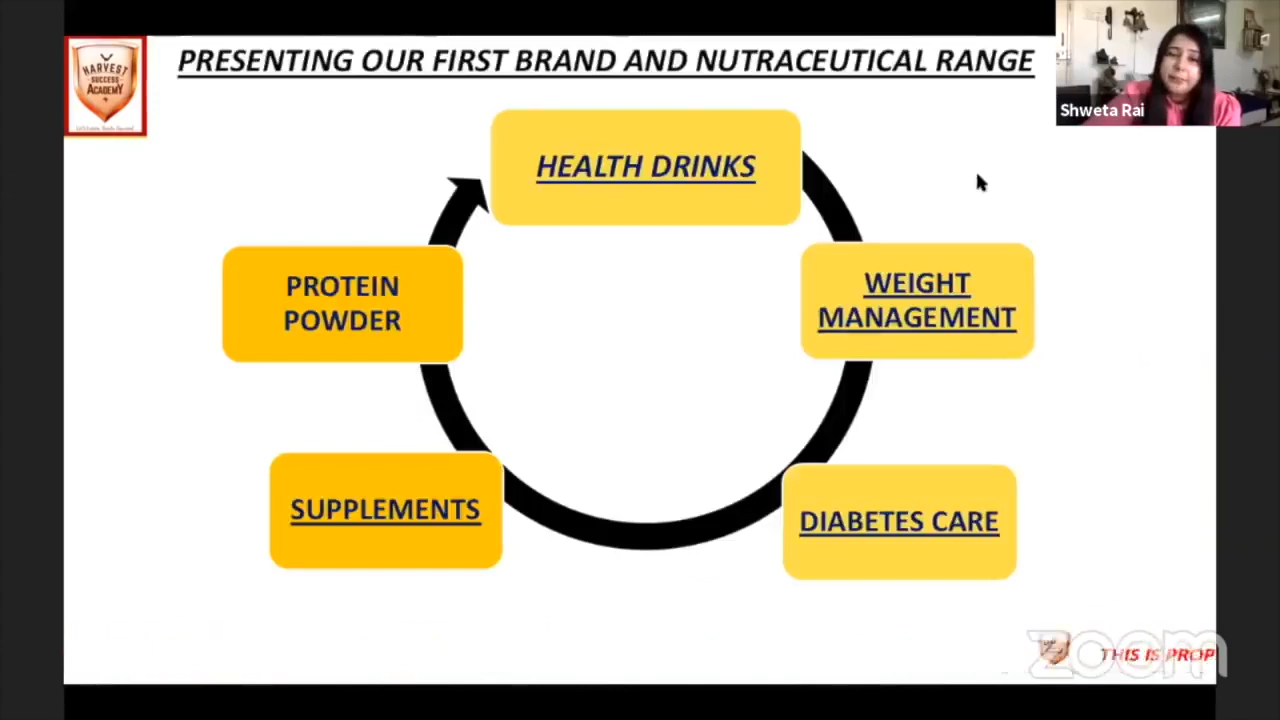 PRESENTING OUR FIRST BRAND AND NUTRACEUTICAL RANGE
HARVEST
SUCCESS
ACADEMY
Shweta Rai
HEALTH DRINKS
PROTEIN
POWDER
WEIGHT
MANAGEMENT
SUPPLEMENTS
DIABETES CARE
zoom
THIS IS PROP